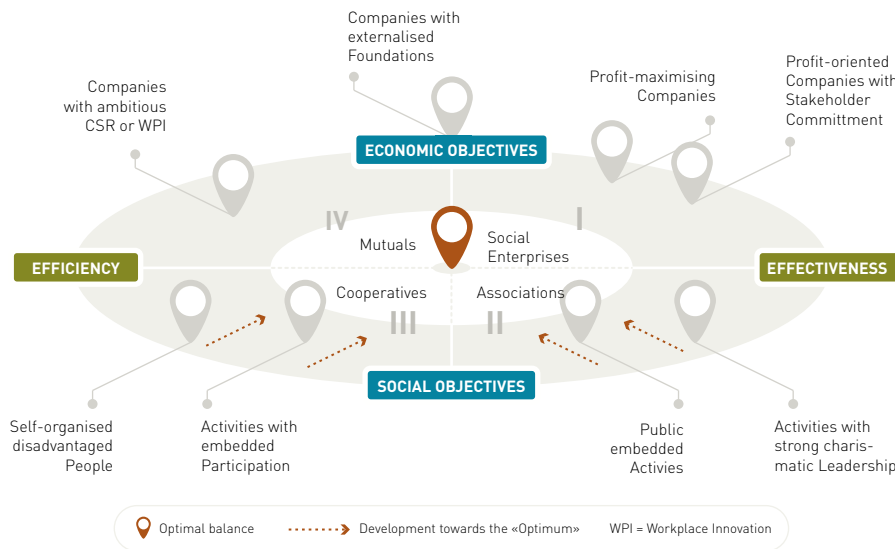 Companies with
externalised
Foundations
Companies
with ambitious
CSR or WPI
Profit-maximising
Companies
Profit-oriented
Companies with
Stakeholder
Committment
ECONOMIC OBJECTIVES
IV
I
Mutuals
Social
Enterprises
EFFICIENCY
EFFECTIVENESS
Cooperatives
Associations
III
II
SOCIAL OBJECTIVES
Self-organised
disadvantaged
People
Activities with
embedded
Participation
Public
embedded
Activies
Activities with
strong charis-
matic Leadership
Optimal balance
Development towards the «Optimum»
WPI = Workplace Innovation